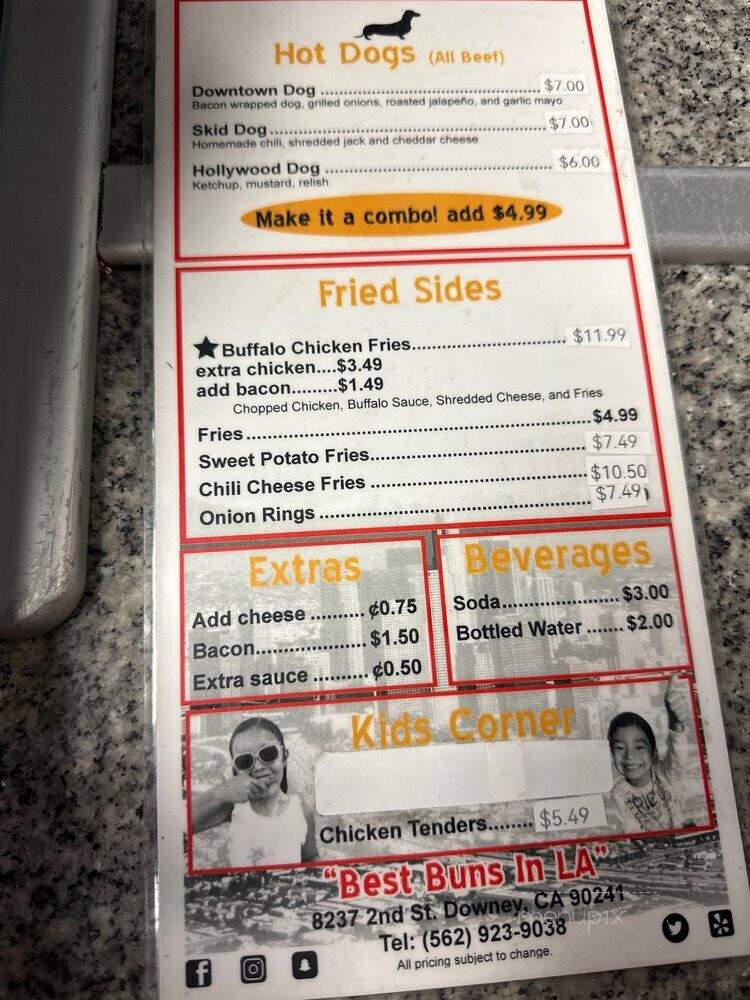 Hot Dogs (All Beef)
Downtown Dog ........................................ $7.00
Bacon wrapped dog, grilled onions, roasted jalapeño, and garlic mayo
Skid Dog.................................................. $7.00
Homemade chili, shredded jack and cheddar cheese
Hollywood Dog ......................................... $6.00
Ketchup, mustard, relish
Make it a combo! add $4.99
Fried Sides
★Buffalo Chicken Fries............................ $11.99
extra chicken....$3.49
add bacon.........$1.49
Chopped Chicken, Buffalo Sauce, Shredded Cheese, and Fries
Fries............................................................ $4.99
Sweet Potato Fries...................................... $7.49
Chili Cheese Fries ..................................... $10.50
Onion Rings ............................................... $7.49
Extras
Add cheese .......... ¢0.75
Bacon.................... $1.50
Extra sauce .......... ¢0.50
Beverages
Soda...................... $3.00
Bottled Water ....... $2.00
Kids Corner
Chicken Tenders........ $5.49
"Best Buns In LA"
8237 2nd St. Downey, CA 90241
Tel: (562) 923-9038
All pricing subject to change.
menupix